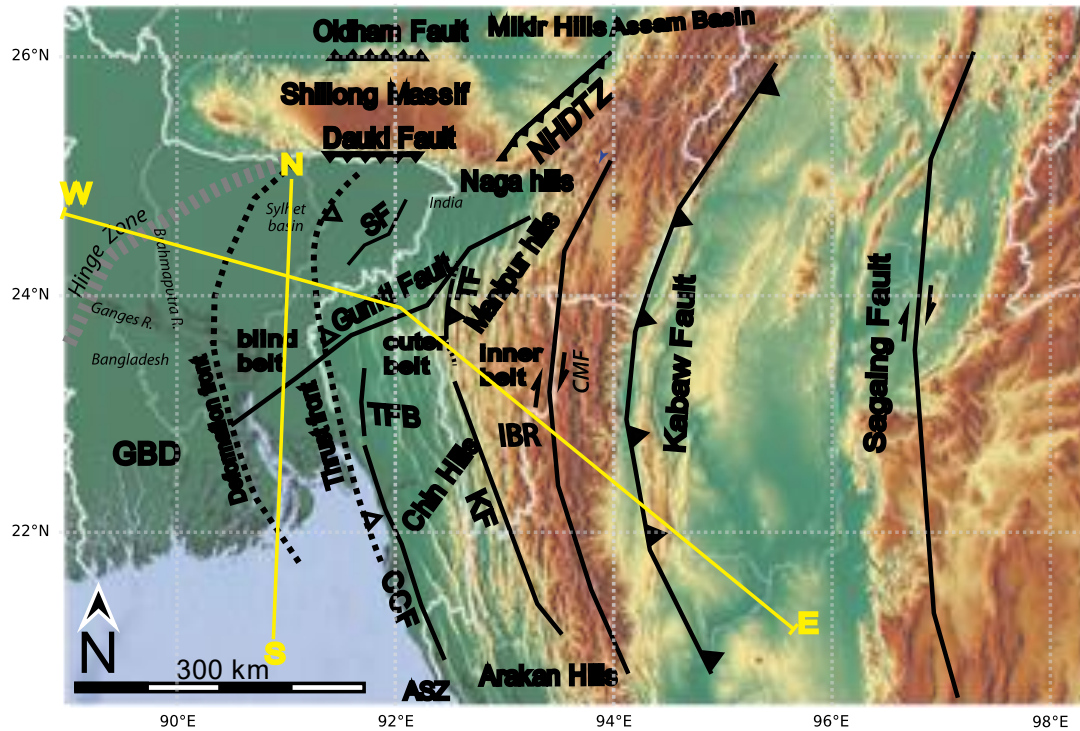 Oldham Fault
Mikir Hills
Assam Basin
26°N
Shillong Massif
NHDTZ
Dauki Fault
N
Naga hills
W
Sylhet
basin
India
SF
Hinge Zone
Brahmaputra R.
Manipur hills
TF
24°N
Gumti Fault
Ganges R.
blind
belt
outer
belt
Inner
belt
CMF
Kabaw Fault
Sagaing Fault
Bangladesh
Deformation front
Thrust front
TFB
IBR
GBD
Chin Hills
KF
22°N
CCF
E
S
N
300 km
ASZ
Arakan Hills
90°E
92°E
94°E
96°E
98°E